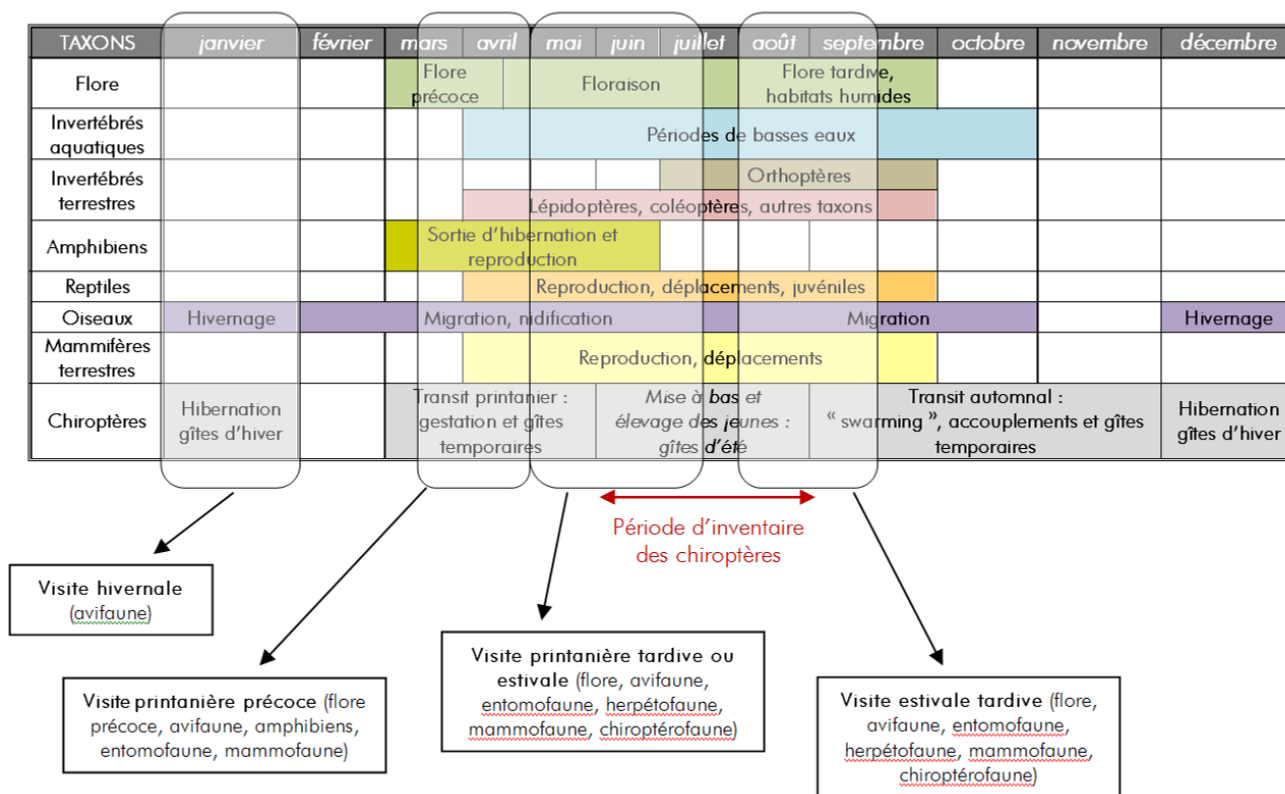 TAXONS janvier février mars avril mai juin juillet août septembre octobre novembre décembre
Flore
Flore
précoce
Floraison
Flore tardive,
habitats humides
Invertébrés
aquatiques
Périodes de basses eaux
Invertébrés
terrestres
Orthoptères
Lépidoptères, coléoptères, autres taxons
Amphibiens
Sortie d’hibernation et
reproduction
Reptiles
Reproduction, déplacements, juvéniles
Oiseaux
Hivernage
Migration, nidification
Migration
Hivernage
Mammifères
terrestres
Reproduction, déplacements
Chiroptères
Hibernation
gîtes d’hiver
Transit printanier :
gestation et gîtes
temporaires
Mise à bas et
élevage des jeunes :
gîtes d’été
Transit automnal :
« swarming », accouplements et gîtes
temporaires
Hibernation
gîtes d’hiver
Période d’inventaire
des chiroptères
Visite hivernale
(avifaune)
Visite printanière précoce (flore
précoce, avifaune, amphibiens,
entomofaune, mammofaune)
Visite printanière tardive ou
estivale (flore, avifaune,
entomofaune, herpétofaune,
mammofaune, chiroptérofaune)
Visite estivale tardive (flore,
avifaune, entomofaune,
herpétofaune, mammofaune,
chiroptérofaune)